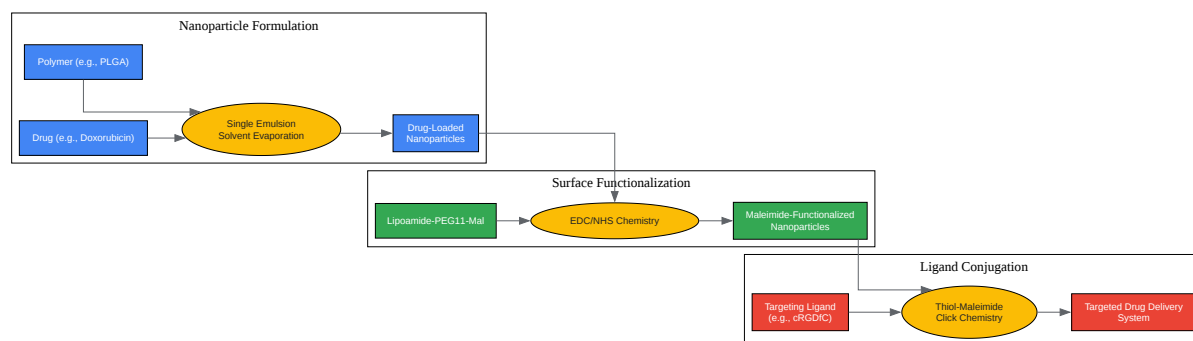 Nanoparticle Formulation
Polymer (e.g., PLGA)
Drug (e.g., Doxorubicin)
Single Emulsion
Solvent Evaporation
Drug-Loaded
Nanoparticles
Surface Functionalization
Lipoamide-PEG11-Mal
EDC/NHS Chemistry
Maleimide-Functionalized
Nanoparticles
Ligand Conjugation
Targeting Ligand
(e.g., cRGDfC)
Thiol-Maleimide
Click Chemistry
Targeted Drug Delivery
System